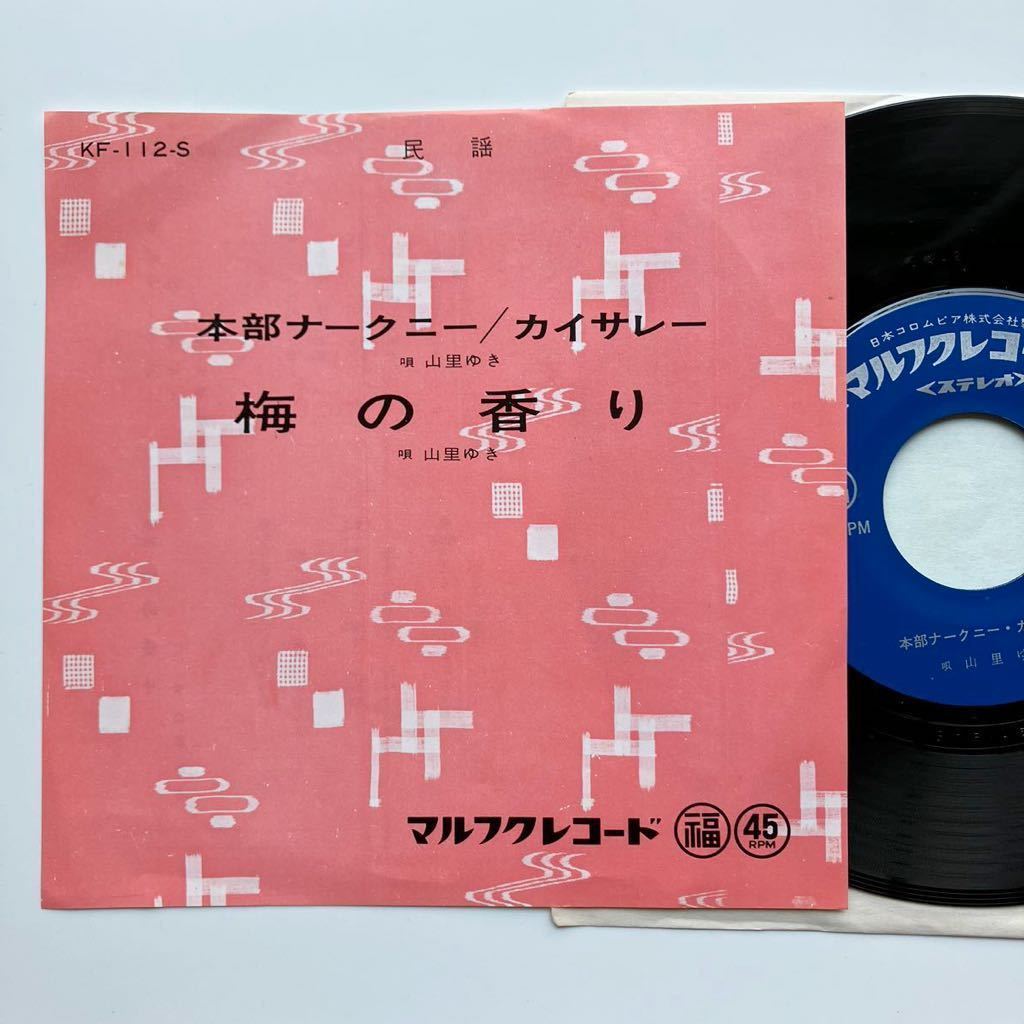 KF-112-S 民謡
本部ナークニー/カイサレー
唄 山里ゆき
梅の香り
唄 山里ゆき
マルフクレコード 福 45 RPM
日本コロムビア株式会社
マルフクレコー
<ステレオ>
PM
本部ナークニー・カ
唄 山里ゆ